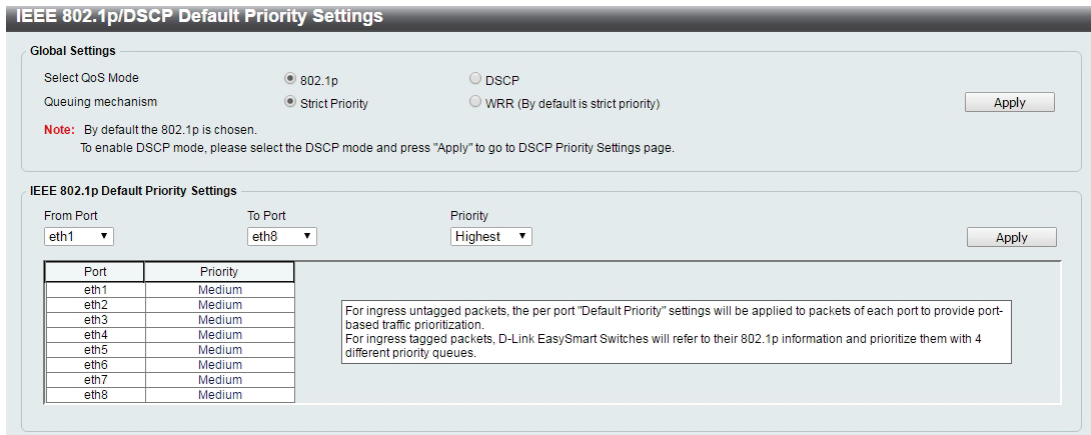 IEEE 802.1p/DSCP Default Priority Settings
Global Settings
Select QoS Mode 802.1p DSCP
Queuing mechanism Strict Priority WRR (By default is strict priority) Apply
Note: By default the 802.1p is chosen.
To enable DSCP mode, please select the DSCP mode and press "Apply" to go to DSCP Priority Settings page.
IEEE 802.1p Default Priority Settings
From Port To Port Priority
eth1 eth8 Highest Apply
Port Priority
eth1 Medium
eth2 Medium
eth3 Medium
eth4 Medium
eth5 Medium
eth6 Medium
eth7 Medium
eth8 Medium
For ingress untagged packets, the per port "Default Priority" settings will be applied to packets of each port to provide port-
based traffic prioritization.
For ingress tagged packets, D-Link EasySmart Switches will refer to their 802.1p information and prioritize them with 4
different priority queues.